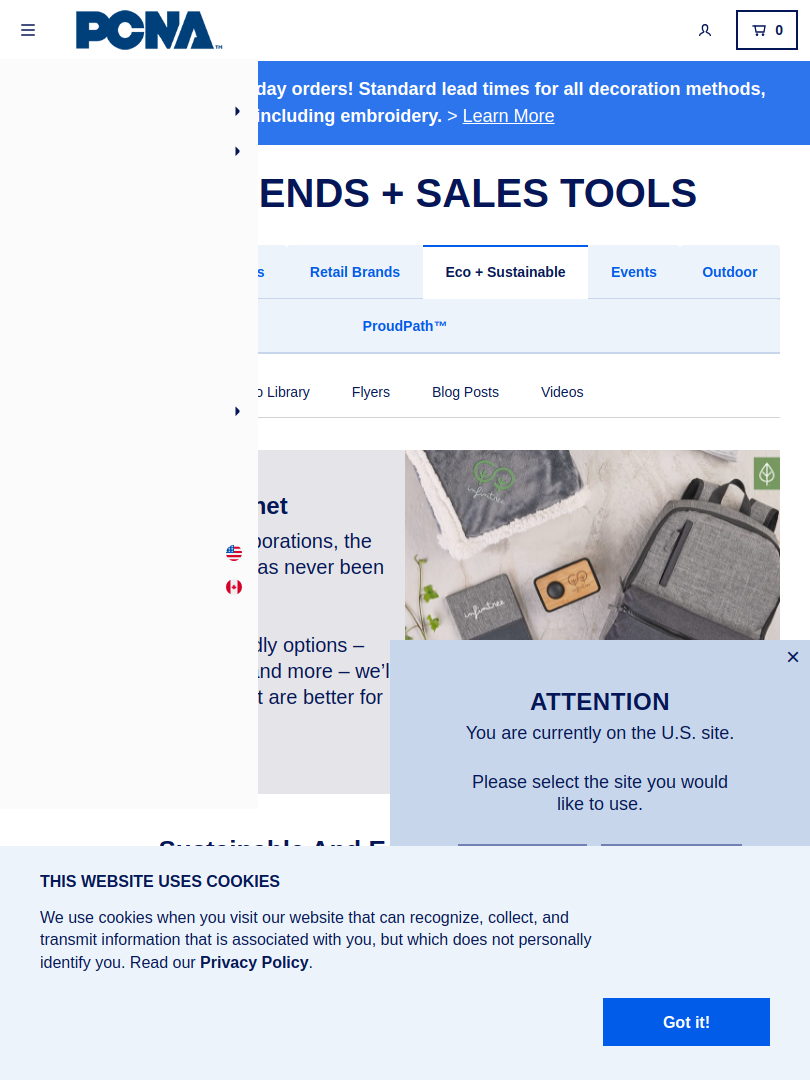 PCNA™
0
day orders! Standard lead times for all decoration methods,
including embroidery. > Learn More
ENDS + SALES TOOLS
s Retail Brands Eco + Sustainable Events Outdoor
ProudPath™
o Library Flyers Blog Posts Videos
net
porations, the
as never been
infinitree
infinitree
dly options –
and more – we'l
t are better for
×
ATTENTION
You are currently on the U.S. site.
Please select the site you would
like to use.
Sustainable And E
THIS WEBSITE USES COOKIES
We use cookies when you visit our website that can recognize, collect, and
transmit information that is associated with you, but which does not personally
identify you. Read our Privacy Policy.
Got it!